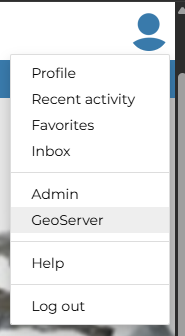 Profile
Recent activity
Favorites
Inbox
Admin
GeoServer
Help
Log out